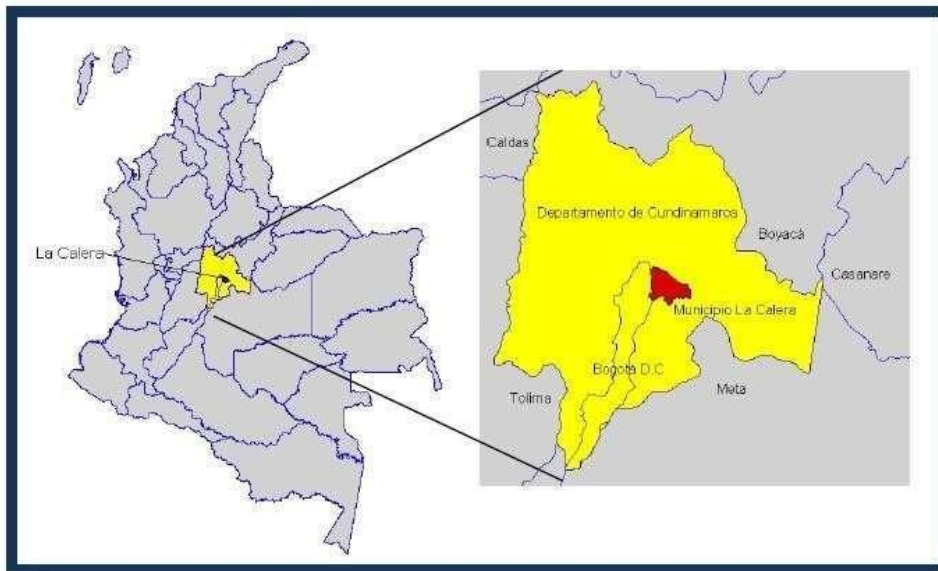 La Calera
Caldas
Departamento de Cundinamarca
Boyacá
Casanare
Municipio La Calera
Bogotá D.C
Meta
Tolima